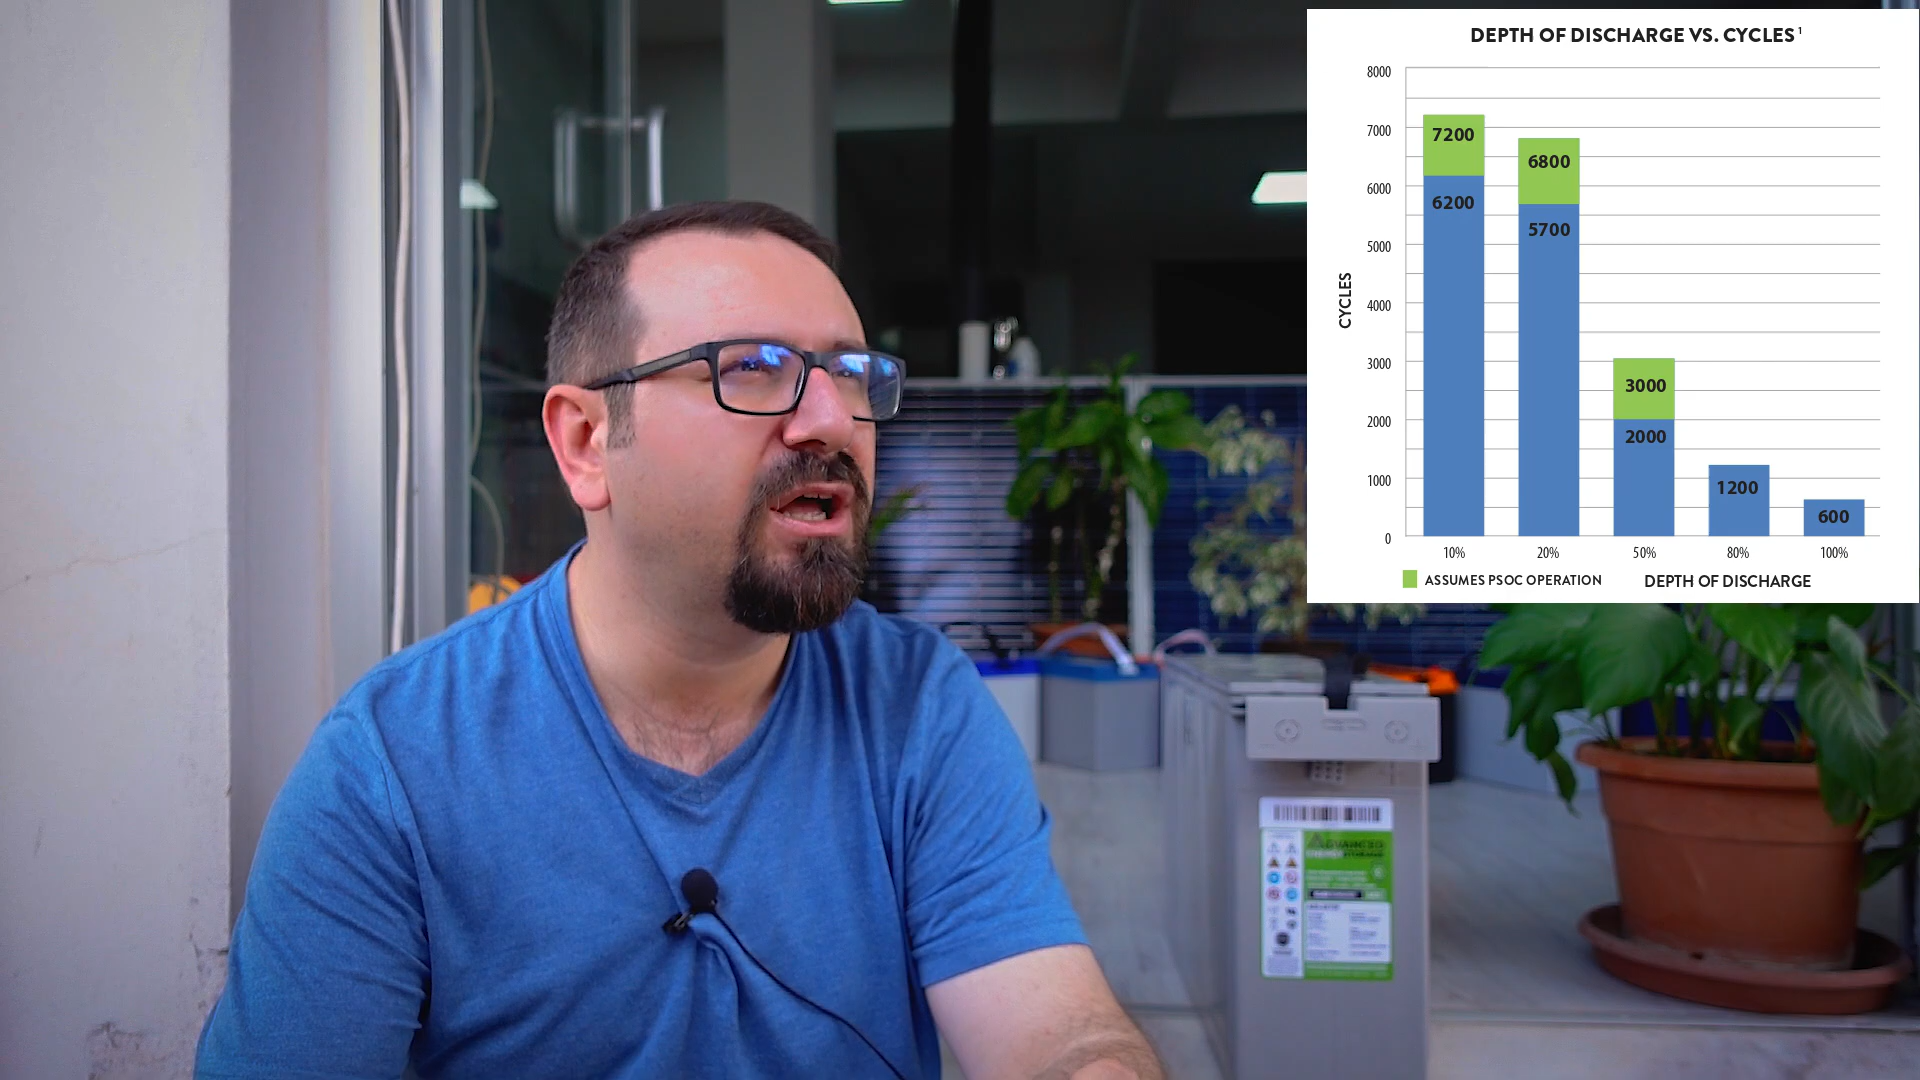 DEPTH OF DISCHARGE VS. CYCLES ¹
8000
7000
6000
5000
4000
3000
2000
1000
0
CYCLES
7200
6200
6800
5700
3000
2000
1200
600
10% 20% 50% 80% 100%
ASSUMES PSOC OPERATION
DEPTH OF DISCHARGE
ADVANCED